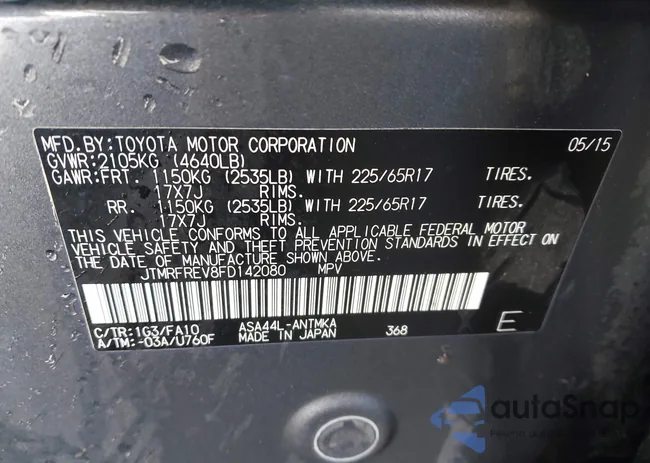 MFD.BY:TOYOTA MOTOR CORPORATION 05/15
GVWR:2105KG (4640LB)
GAWR:FRT. 1150KG (2535LB) WITH 225/65R17 TIRES.
17X7J RIMS.
RR. 1150KG (2535LB) WITH 225/65R17 TIRES.
17X7J RIMS.
THIS VEHICLE CONFORMS TO ALL APPLICABLE FEDERAL MOTOR
VEHICLE SAFETY AND THEFT PREVENTION STANDARDS IN EFFECT ON
THE DATE OF MANUFACTURE SHOWN ABOVE.
JTMRFREV8FD142080 MPV
C/TR:1G3/FA10 ASA44L-ANTMKA 368 E
A/TM:-03A/U760F MADE IN JAPAN
autoSnap